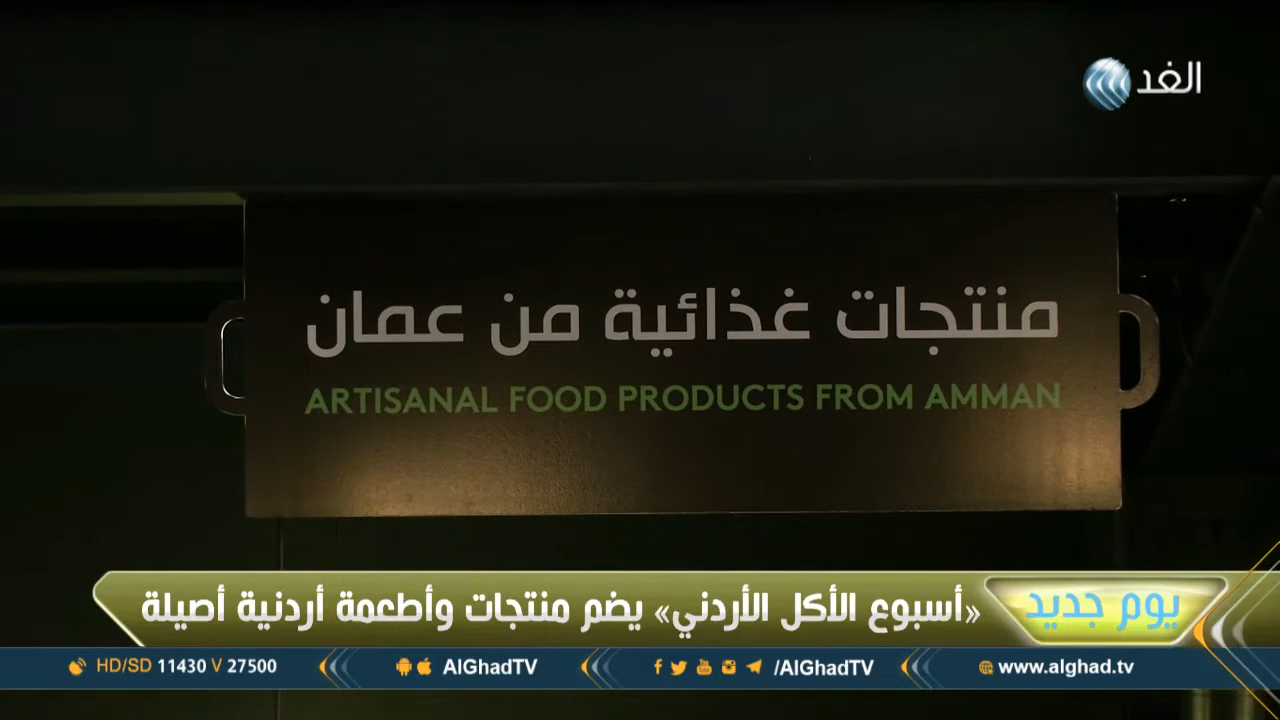 الغد
منتجات غذائية من عمان
ARTISANAL FOOD PRODUCTS FROM AMMAN
يوم جديد
«أسبوع الأكل الأردني» يضم منتجات وأطعمة أردنية أصيلة
HD/SD 11430 V 27500 AlGhadTV /AlGhadTV www.alghad.tv